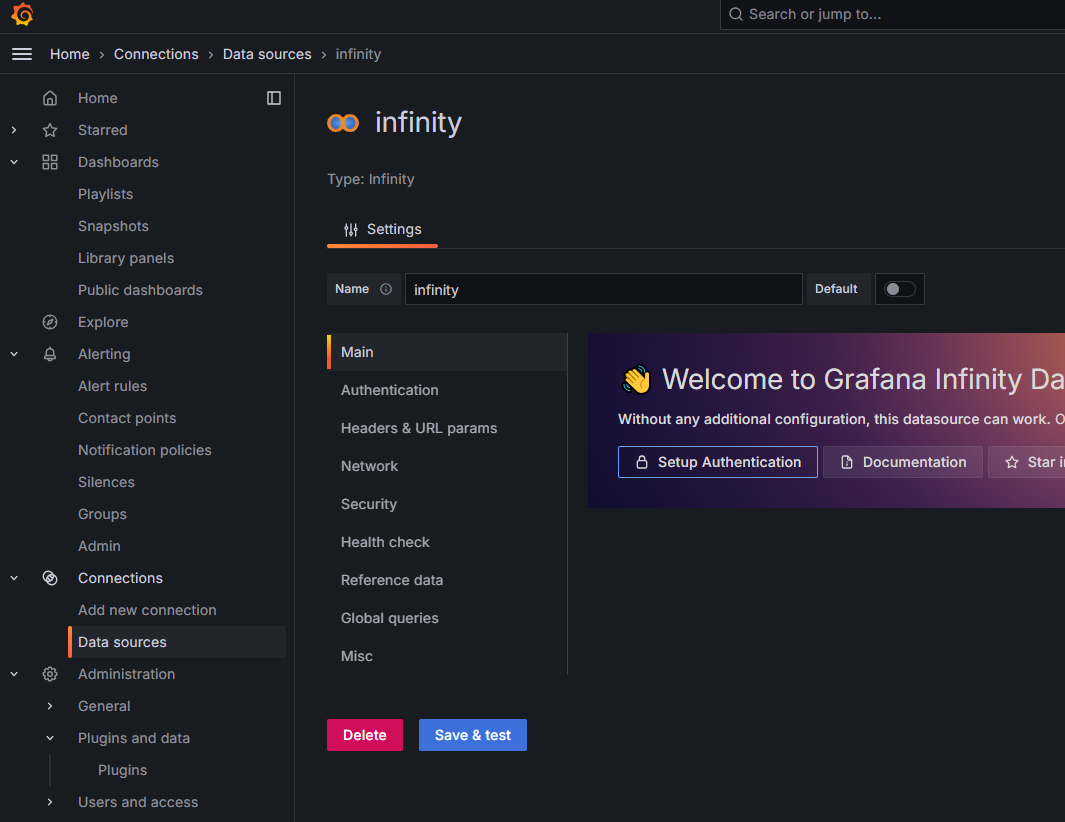 Search or jump to...
Home › Connections › Data sources › infinity
Home
Starred
Dashboards
Playlists
Snapshots
Library panels
Public dashboards
Explore
Alerting
Alert rules
Contact points
Notification policies
Silences
Groups
Admin
Connections
Add new connection
Data sources
Administration
General
Plugins and data
Plugins
Users and access
infinity
Type: Infinity
Settings
Name infinity Default
Main
Authentication
Headers & URL params
Network
Security
Health check
Reference data
Global queries
Misc
Welcome to Grafana Infinity Da
Without any additional configuration, this datasource can work. O
Setup Authentication Documentation Star i
Delete Save & test